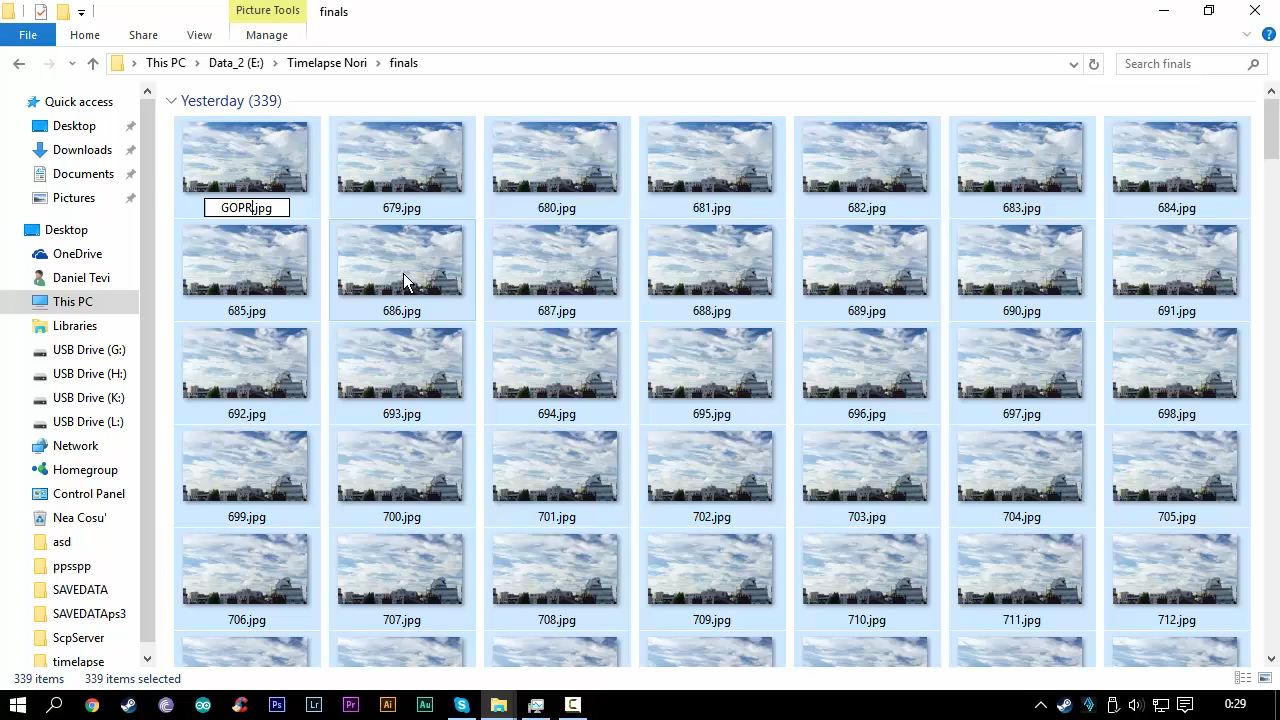 Picture Tools
finals
File
Home
Share
View
Manage
This PC
Data_2 (E:)
Timelapse Nori
finals
Search finals
Quick access
Desktop
Downloads
Documents
Pictures
Desktop
OneDrive
Daniel Tevi
This PC
Libraries
USB Drive (G:)
USB Drive (H:)
USB Drive (K:)
USB Drive (L:)
Network
Homegroup
Control Panel
Nea Cosu'
asd
ppsspp
SAVEDATA
SAVEDATAps3
ScpServer
timelapse
Yesterday (339)
GOPR.jpg 679.jpg 680.jpg 681.jpg 682.jpg 683.jpg 684.jpg
685.jpg 686.jpg 687.jpg 688.jpg 689.jpg 690.jpg 691.jpg
692.jpg 693.jpg 694.jpg 695.jpg 696.jpg 697.jpg 698.jpg
699.jpg 700.jpg 701.jpg 702.jpg 703.jpg 704.jpg 705.jpg
706.jpg 707.jpg 708.jpg 709.jpg 710.jpg 711.jpg 712.jpg
339 items
339 items selected
Ps Lr Pr Ai Au
0:29